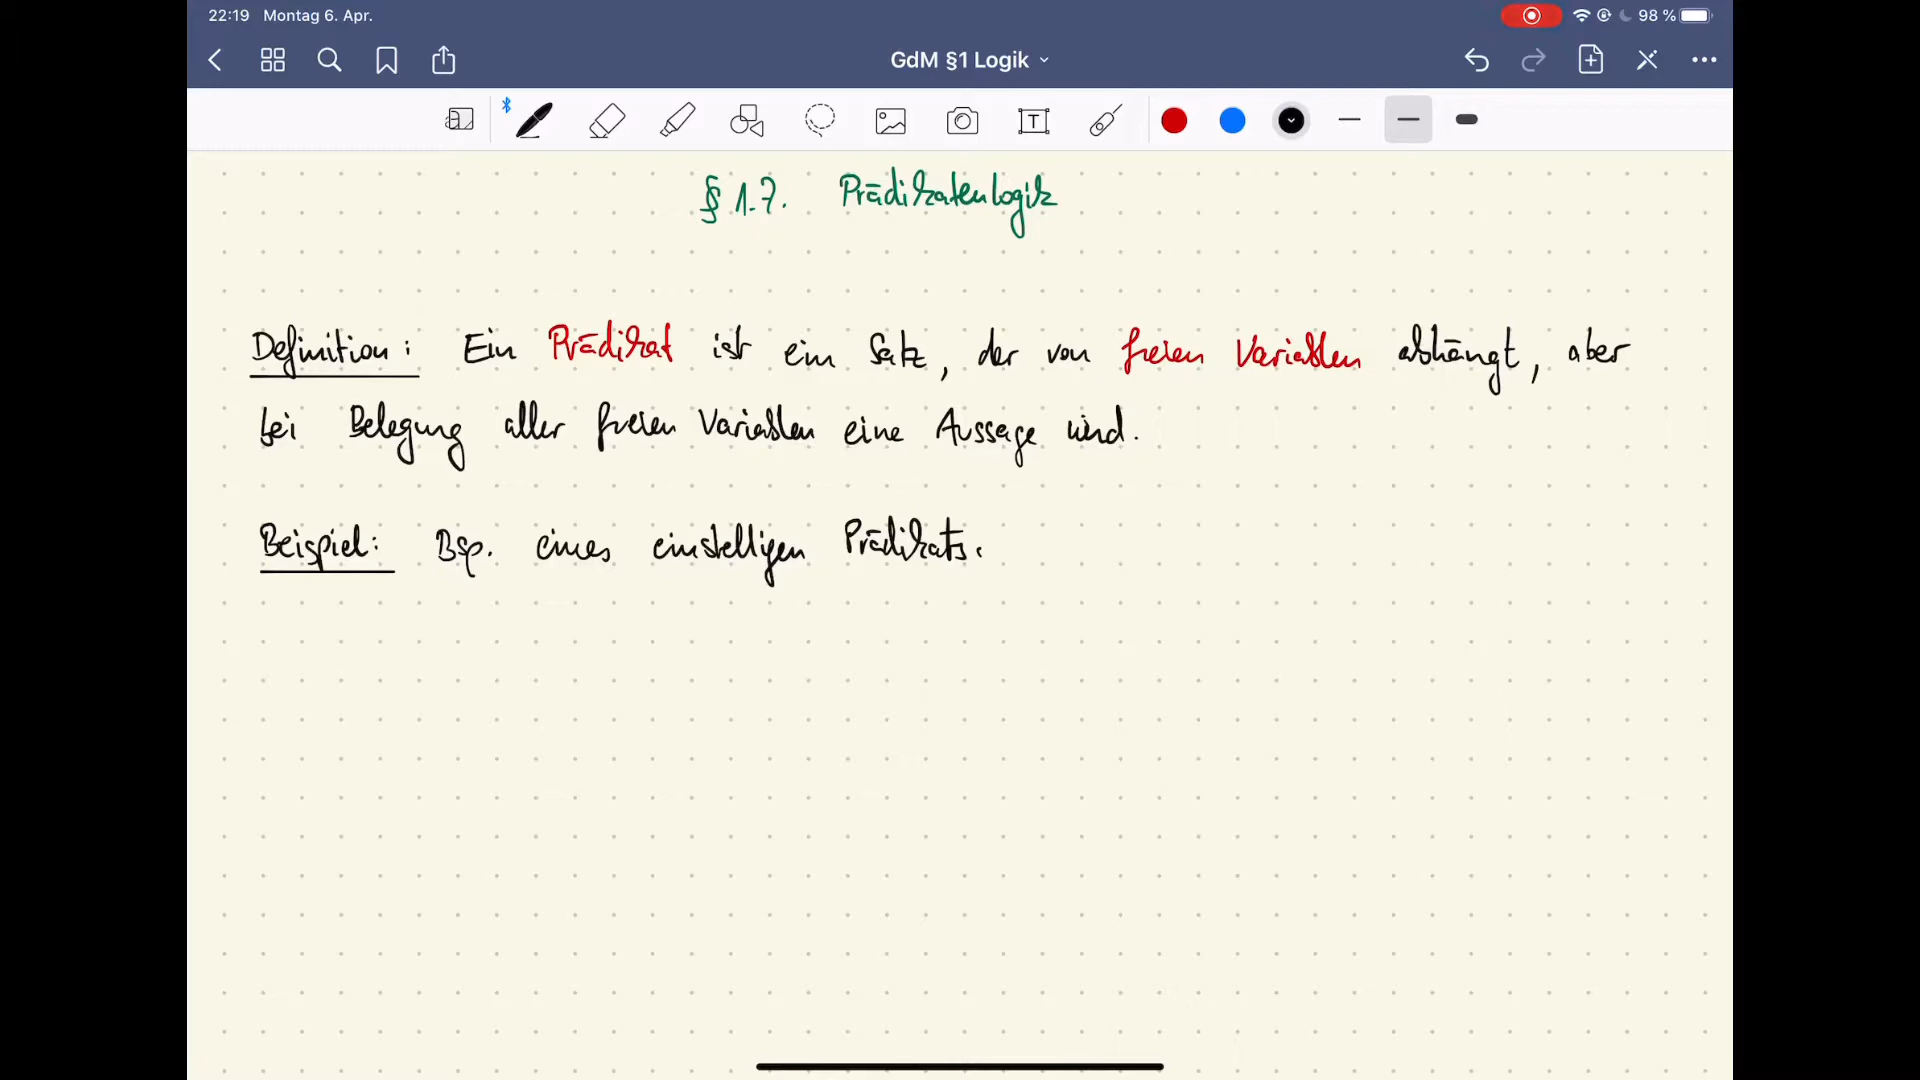 22:19 Montag 6. Apr. 98 %
GdM §1 Logik
T
§ 1.7. Prädikatenlogik
Definition: Ein Prädikat ist ein Satz, der von freien Variablen abhängt, aber
bei Belegung aller freien Variablen eine Aussage wird.
Beispiel: Bsp. eines einstelligen Prädikats.